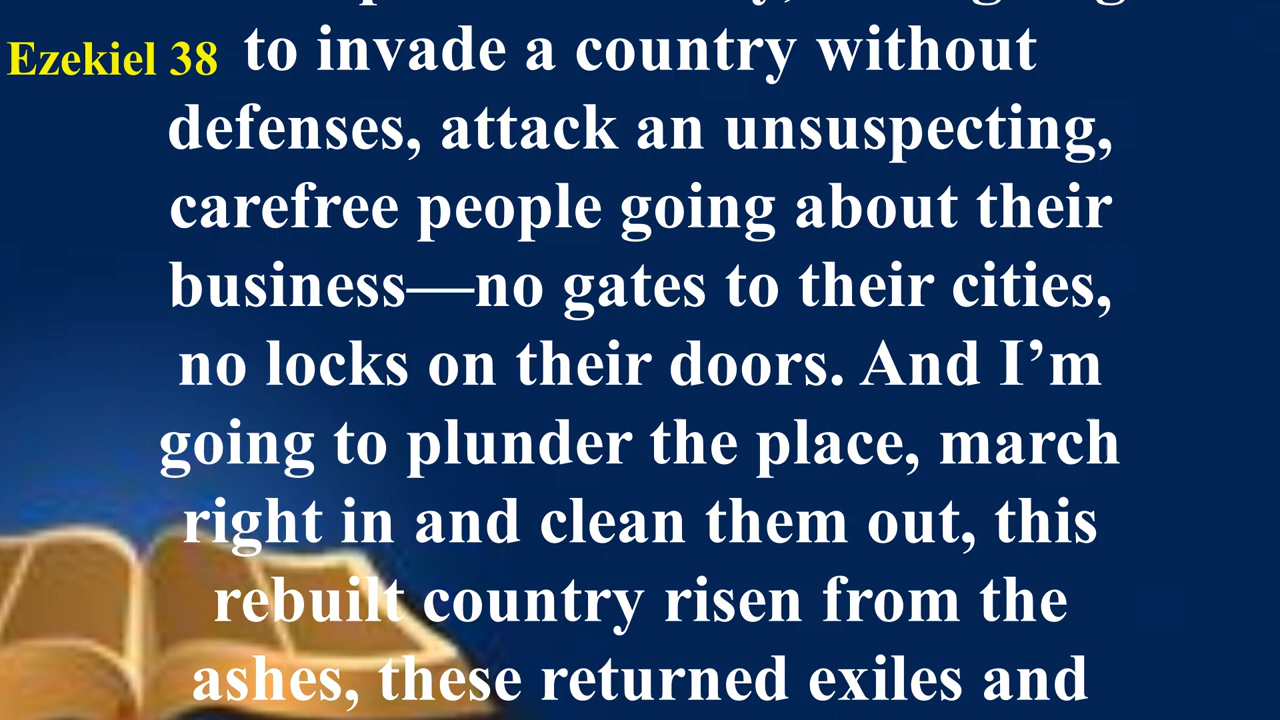 Ezekiel 38
to invade a country without
defenses, attack an unsuspecting,
carefree people going about their
business—no gates to their cities,
no locks on their doors. And I’m
going to plunder the place, march
right in and clean them out, this
rebuilt country risen from the
ashes, these returned exiles and